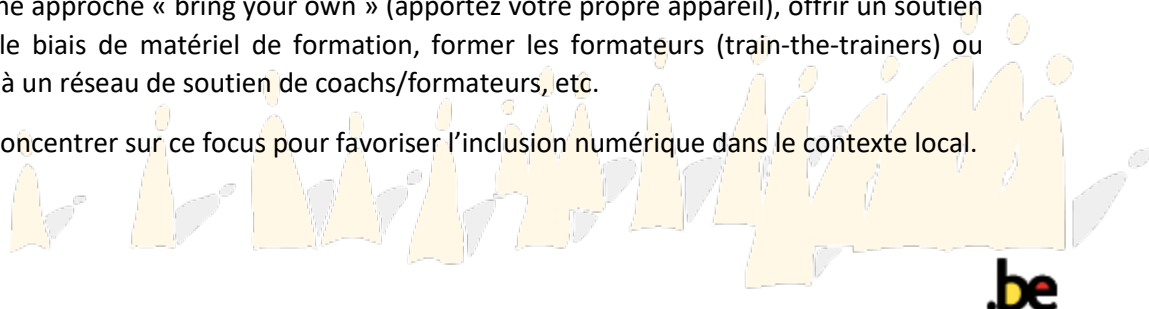 ne approche « bring your own » (apportez votre propre appareil), offrir un soutien
le biais de matériel de formation, former les formateurs (train-the-trainers) ou
à un réseau de soutien de coachs/formateurs, etc.
oncentrer sur ce focus pour favoriser l’inclusion numérique dans le contexte local.
.be